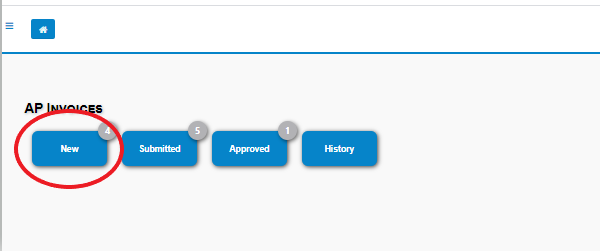 AP Invoices
4
5
1
New
Submitted
Approved
History